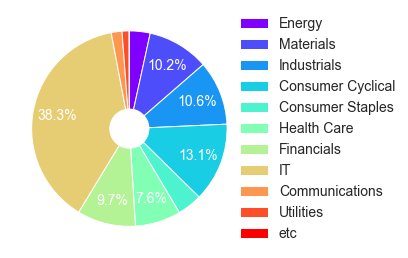 Energy
Materials
Industrials
Consumer Cyclical
Consumer Staples
Health Care
Financials
IT
Communications
Utilities
etc
10.2%
10.6%
13.1%
7.6%
9.7%
38.3%